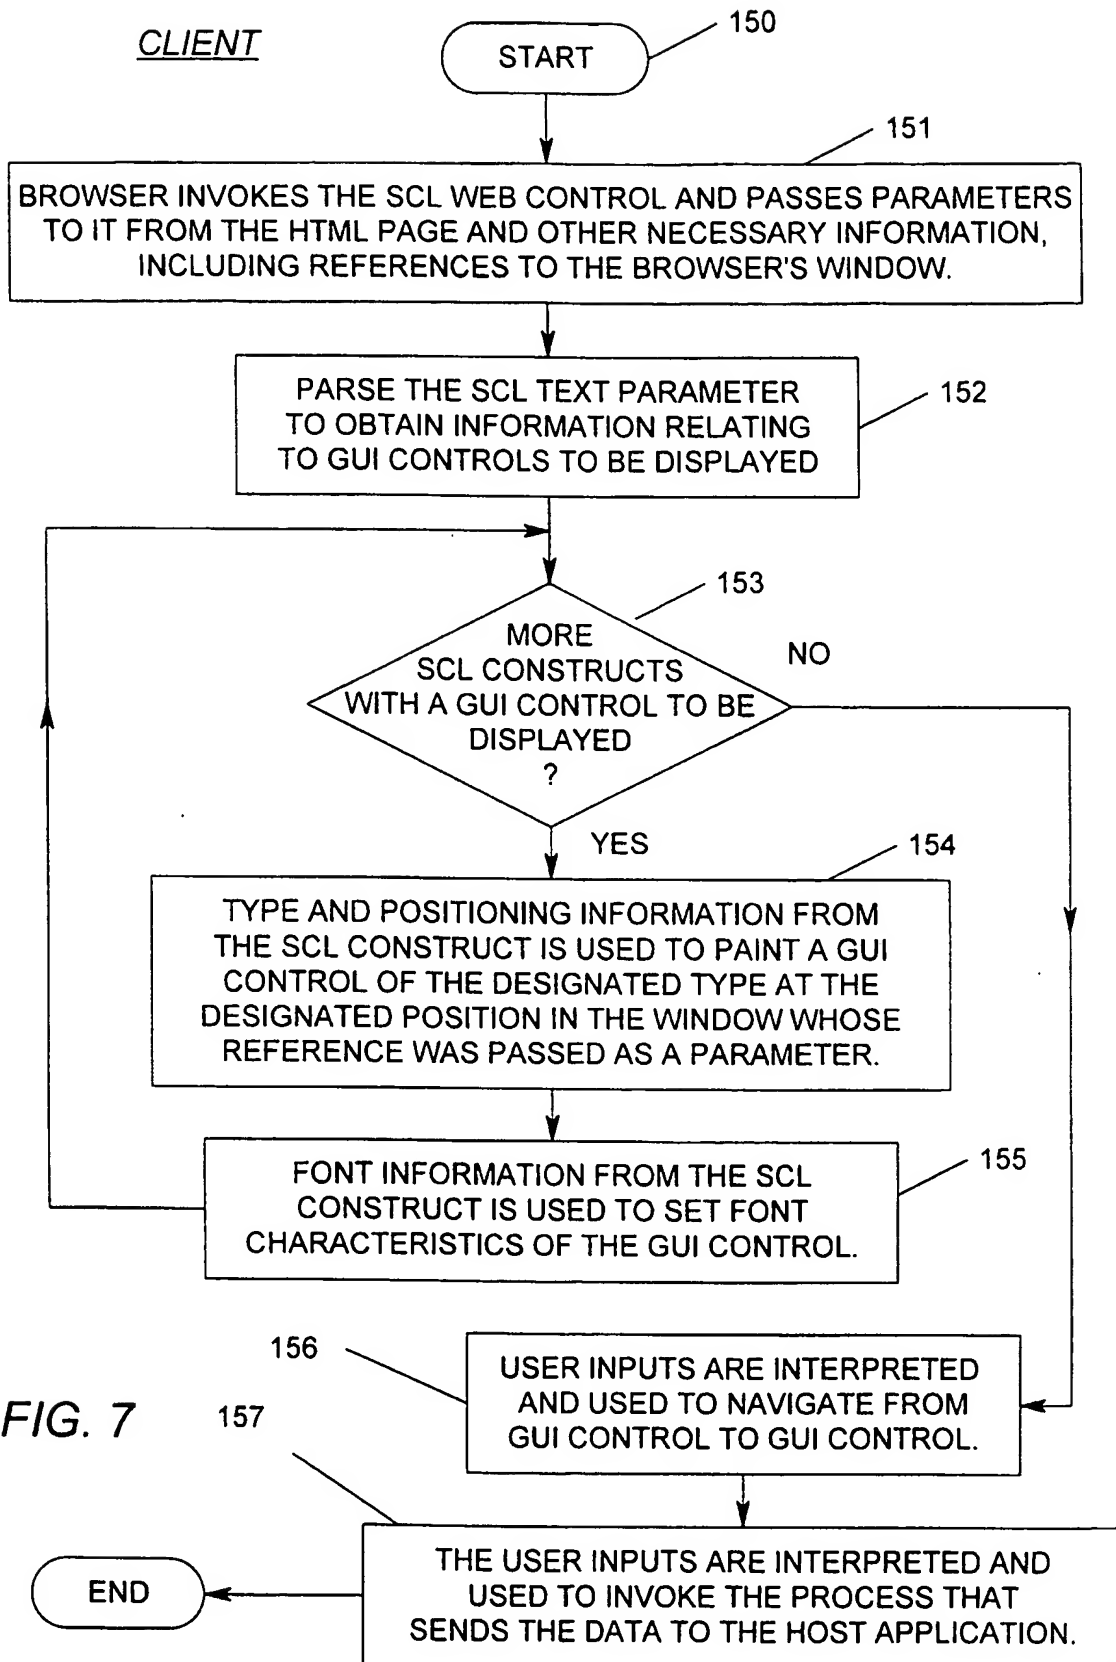 CLIENT
START
150
151
BROWSER INVOKES THE SCL WEB CONTROL AND PASSES PARAMETERS
TO IT FROM THE HTML PAGE AND OTHER NECESSARY INFORMATION,
INCLUDING REFERENCES TO THE BROWSER'S WINDOW.
152
PARSE THE SCL TEXT PARAMETER
TO OBTAIN INFORMATION RELATING
TO GUI CONTROLS TO BE DISPLAYED
153
MORE
SCL CONSTRUCTS
WITH A GUI CONTROL TO BE
DISPLAYED
?
NO
YES
154
TYPE AND POSITIONING INFORMATION FROM
THE SCL CONSTRUCT IS USED TO PAINT A GUI
CONTROL OF THE DESIGNATED TYPE AT THE
DESIGNATED POSITION IN THE WINDOW WHOSE
REFERENCE WAS PASSED AS A PARAMETER.
155
FONT INFORMATION FROM THE SCL
CONSTRUCT IS USED TO SET FONT
CHARACTERISTICS OF THE GUI CONTROL.
156
USER INPUTS ARE INTERPRETED
AND USED TO NAVIGATE FROM
GUI CONTROL TO GUI CONTROL.
FIG. 7
157
THE USER INPUTS ARE INTERPRETED AND
USED TO INVOKE THE PROCESS THAT
SENDS THE DATA TO THE HOST APPLICATION.
END